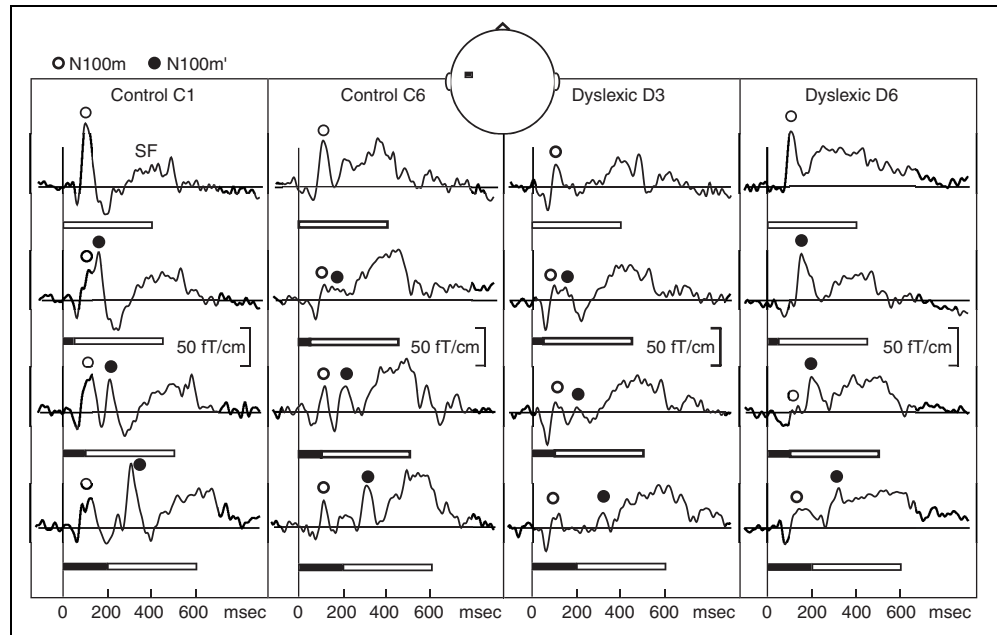 N100m N100m'
Control C1 Control C6 Dyslexic D3 Dyslexic D6
SF
50 fT/cm 50 fT/cm 50 fT/cm 50 fT/cm
0 200 400 600 msec 0 200 400 600 msec 0 200 400 600 msec 0 200 400 600 msec